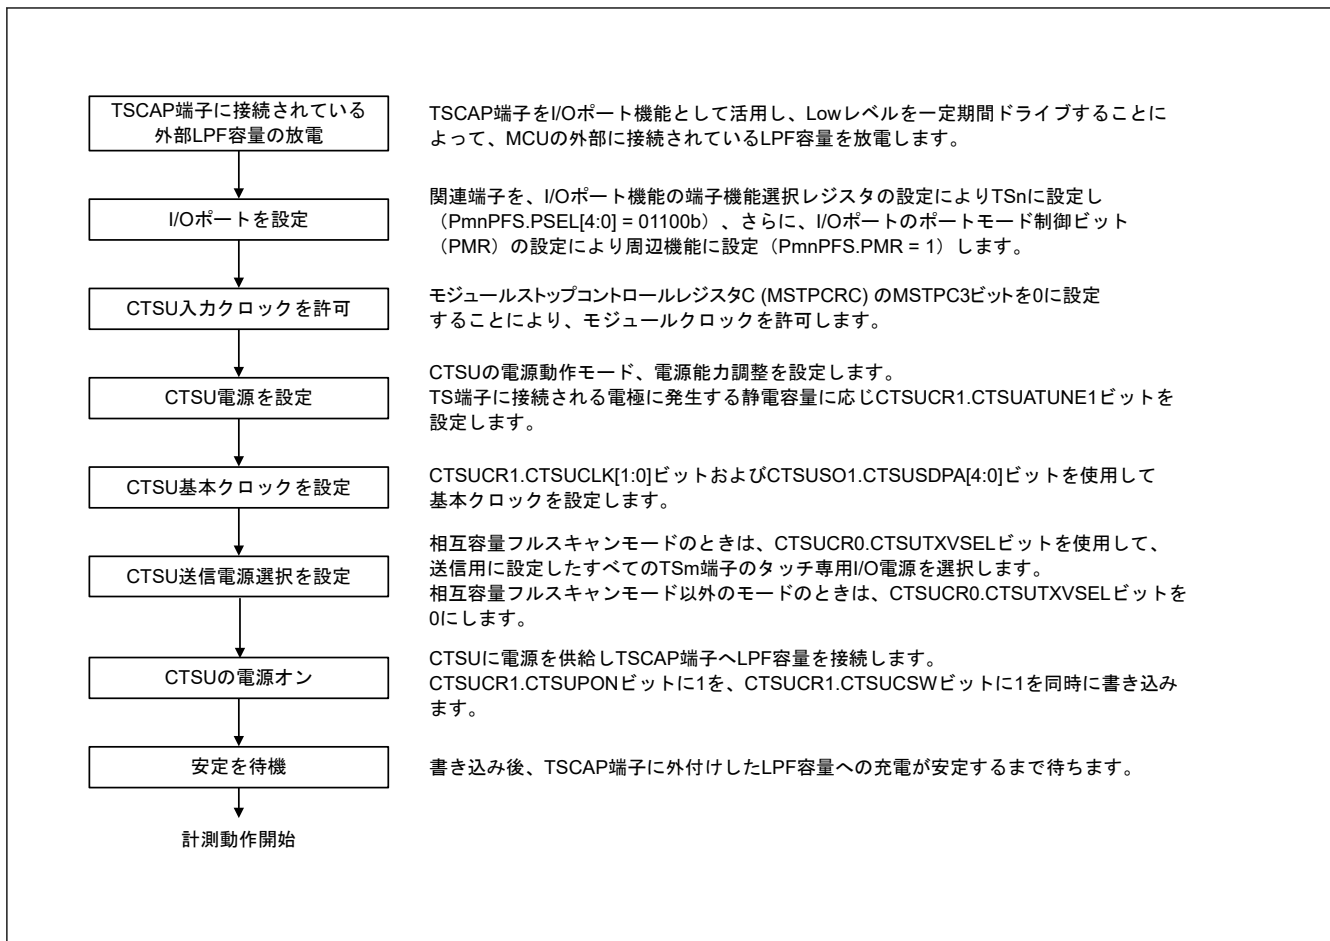 TSCAP端子に接続されている
外部LPF容量の放電
TSCAP端子をI/Oポート機能として活用し、Lowレベルを一定期間ドライブすることに
よって、MCUの外部に接続されているLPF容量を放電します。
I/Oポートを設定
関連端子を、I/Oポート機能の端子機能選択レジスタの設定によりTSnに設定し
（PmnPFS.PSEL[4:0] = 01100b）、さらに、I/Oポートのポートモード制御ビット
（PMR）の設定により周辺機能に設定（PmnPFS.PMR = 1）します。
CTSU入力クロックを許可
モジュールストップコントロールレジスタC (MSTPCRC) のMSTPC3ビットを0に設定
することにより、モジュールクロックを許可します。
CTSU電源を設定
CTSUの電源動作モード、電源能力調整を設定します。
TS端子に接続される電極に発生する静電容量に応じCTSUCR1.CTSUATUNE1ビットを
設定します。
CTSU基本クロックを設定
CTSUCR1.CTSUCLK[1:0]ビットおよびCTSUSO1.CTSUSDPA[4:0]ビットを使用して
基本クロックを設定します。
CTSU送信電源選択を設定
相互容量フルスキャンモードのときは、CTSUCR0.CTSUTXVSELビットを使用して、
送信用に設定したすべてのTSm端子のタッチ専用I/O電源を選択します。
相互容量フルスキャンモード以外のモードのときは、CTSUCR0.CTSUTXVSELビットを
0にします。
CTSUの電源オン
CTSUに電源を供給しTSCAP端子へLPF容量を接続します。
CTSUCR1.CTSUPONビットに1を、CTSUCR1.CTSUCSWビットに1を同時に書き込み
ます。
安定を待機
書き込み後、TSCAP端子に外付けしたLPF容量への充電が安定するまで待ちます。
計測動作開始